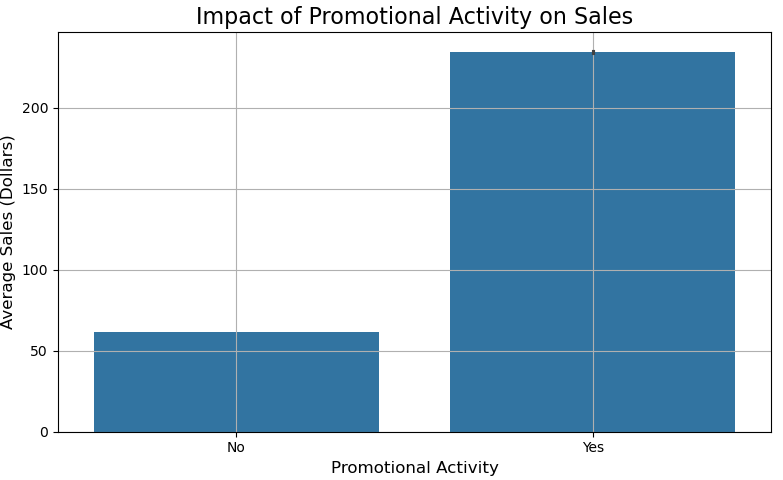 Impact of Promotional Activity on Sales
Average Sales (Dollars)
200
150
100
50
0
No
Yes
Promotional Activity